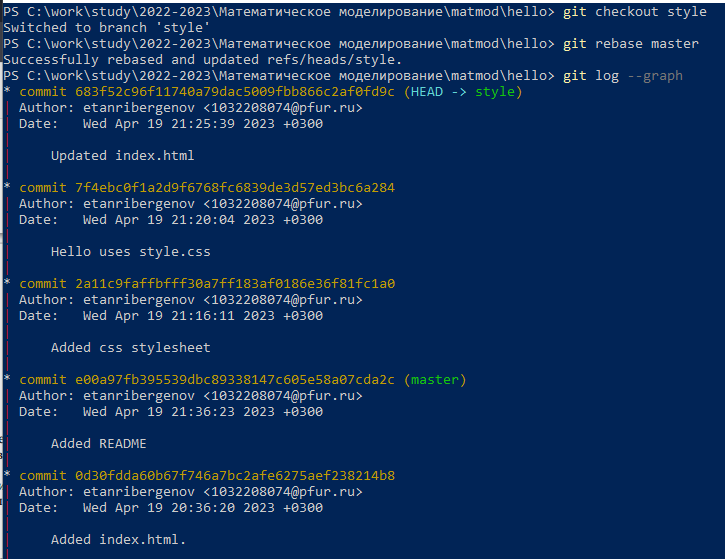 PS C:\work\study\2022-2023\Математическое моделирование\matmod\hello> git checkout style
Switched to branch 'style'
PS C:\work\study\2022-2023\Математическое моделирование\matmod\hello> git rebase master
Successfully rebased and updated refs/heads/style.
PS C:\work\study\2022-2023\Математическое моделирование\matmod\hello> git log --graph
* commit 683f52c96f11740a79dac5009fbb866c2af0fd9c (HEAD -> style)
| Author: etanribergenov <1032208074@pfur.ru>
| Date:   Wed Apr 19 21:25:39 2023 +0300
|
|     Updated index.html
|
* commit 7f4ebc0f1a2d9f6768fc6839de3d57ed3bc6a284
| Author: etanribergenov <1032208074@pfur.ru>
| Date:   Wed Apr 19 21:20:04 2023 +0300
|
|     Hello uses style.css
|
* commit 2a11c9faffbfff30a7ff183af0186e36f81fc1a0
| Author: etanribergenov <1032208074@pfur.ru>
| Date:   Wed Apr 19 21:16:11 2023 +0300
|
|     Added css stylesheet
|
* commit e00a97fb395539dbc89338147c605e58a07cda2c (master)
| Author: etanribergenov <1032208074@pfur.ru>
| Date:   Wed Apr 19 21:36:23 2023 +0300
|
|     Added README
|
* commit 0d30fdda60b67f746a7bc2afe6275aef238214b8
| Author: etanribergenov <1032208074@pfur.ru>
| Date:   Wed Apr 19 20:36:20 2023 +0300
|
|     Added index.html.